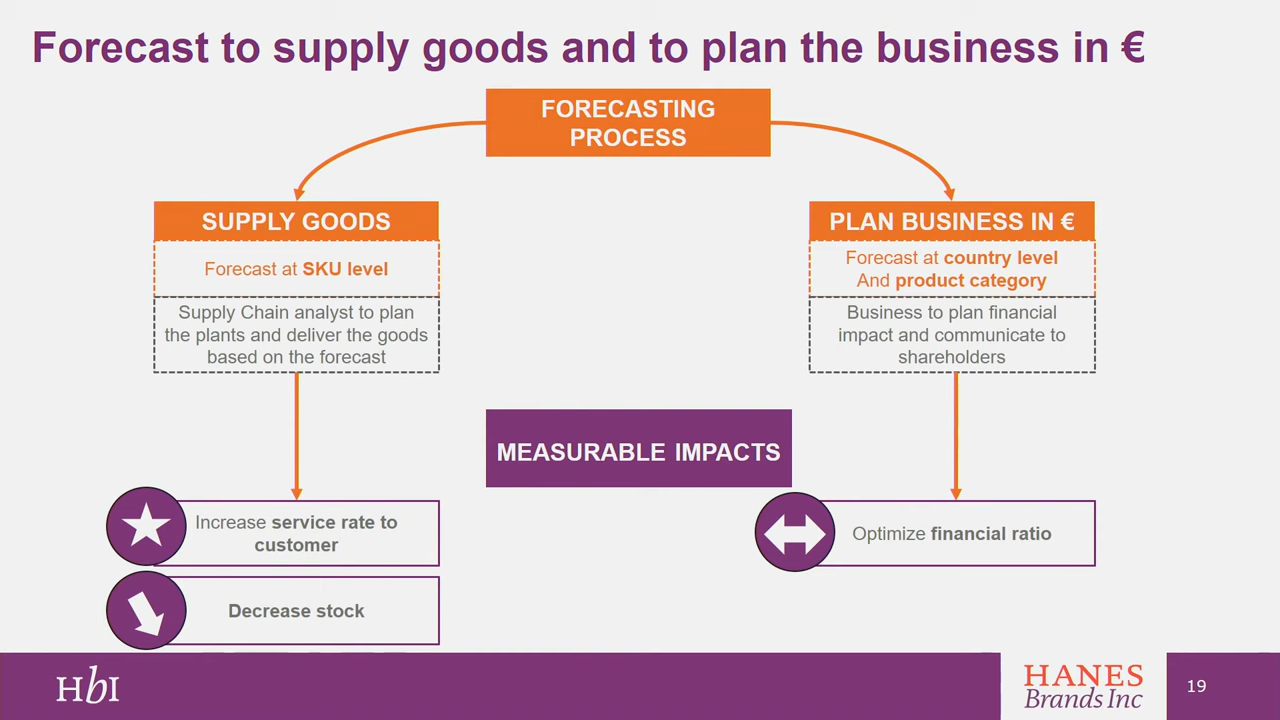 Forecast to supply goods and to plan the business in €
FORECASTING
PROCESS
SUPPLY GOODS
Forecast at SKU level
Supply Chain analyst to plan
the plants and deliver the goods
based on the forecast
PLAN BUSINESS IN €
Forecast at country level
And product category
Business to plan financial
impact and communicate to
shareholders
MEASURABLE IMPACTS
Increase service rate to
customer
Decrease stock
Optimize financial ratio
HbI
HANES
Brands Inc
19